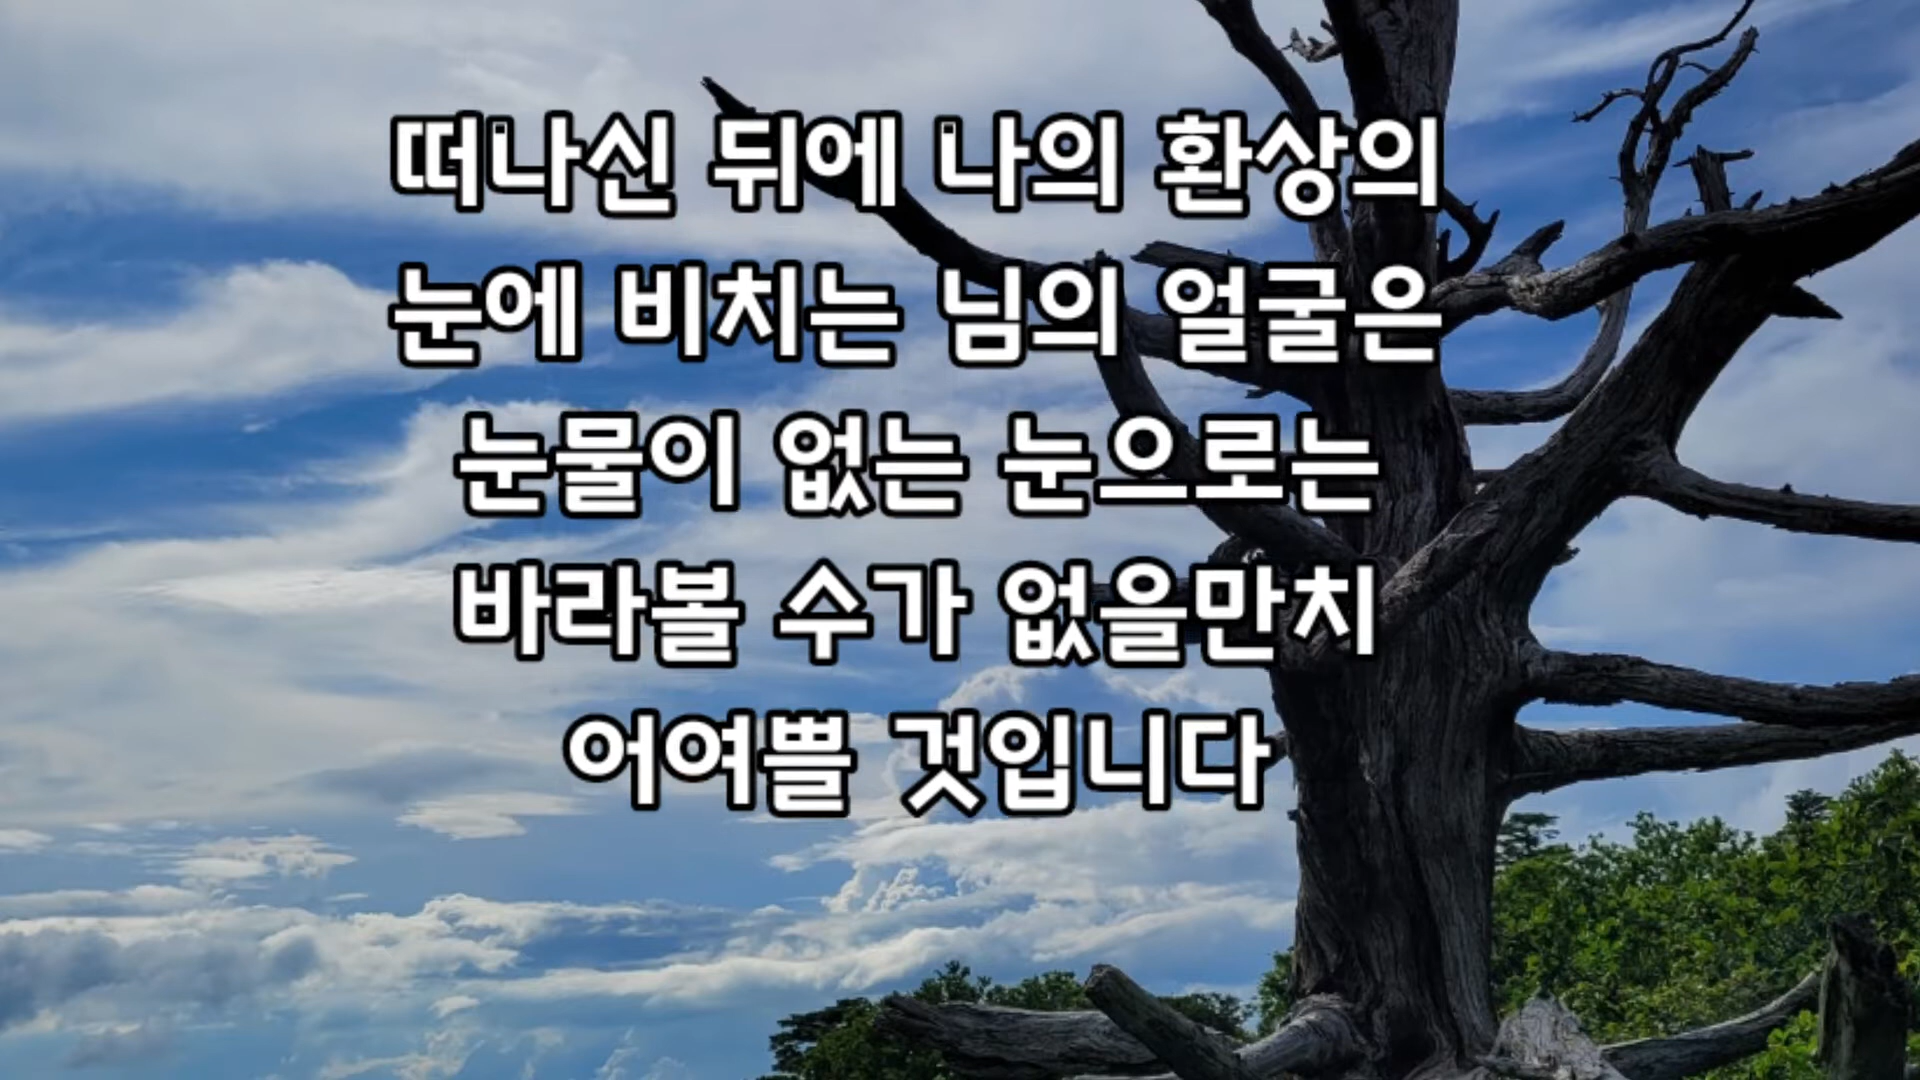 떠나신 뒤에 나의 환상의
눈에 비치는 님의 얼굴은
눈물이 없는 눈으로는
바라볼 수가 없을만치
어여쁠 것입니다